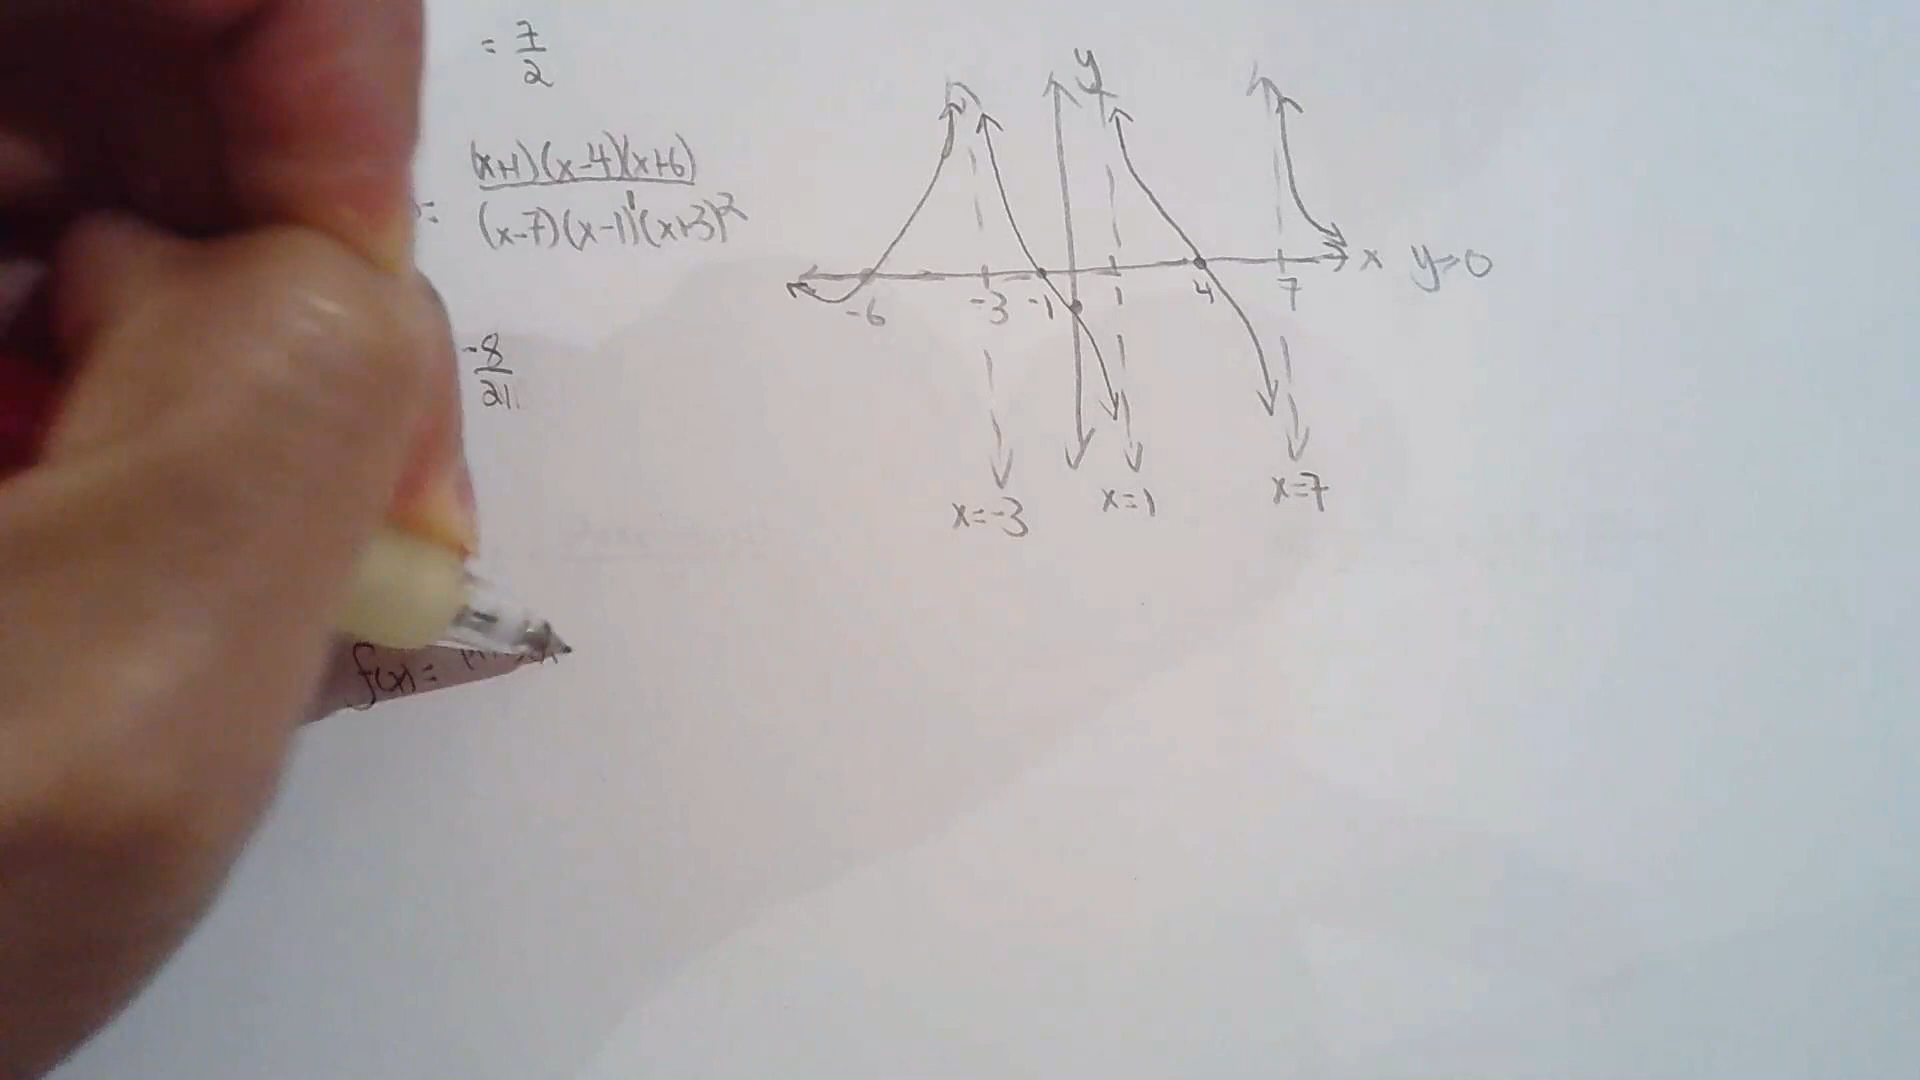 = 7/2
= (x+1)(x-4)(x+6)
(x-7)(x-1)¹(x+3)²
-8/21
f(x) =
y
x y=0
-6 -3 -1 1 4 7
x=-3 x=1 x=7